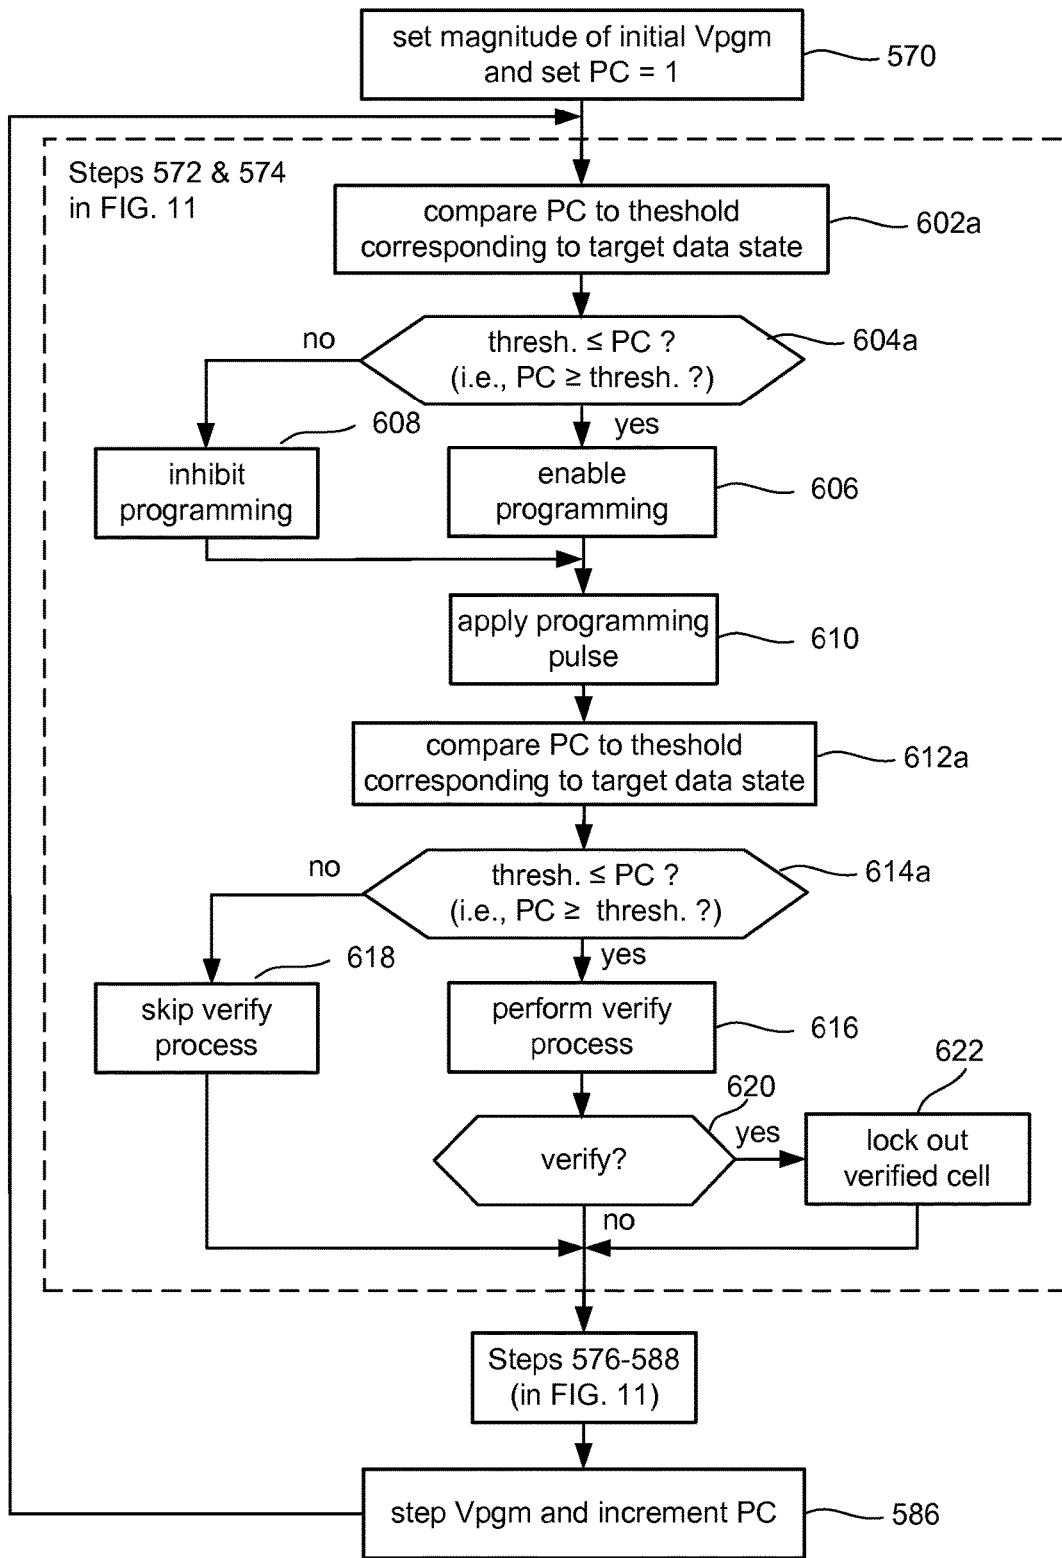 set magnitude of initial Vpgm
and set PC = 1
570
Steps 572 & 574
in FIG. 11
compare PC to theshold
corresponding to target data state
602a
no
thresh. ≤ PC ?
(i.e., PC ≥ thresh. ?)
604a
yes
608
inhibit
programming
enable
programming
606
apply programming
pulse
610
compare PC to theshold
corresponding to target data state
612a
no
thresh. ≤ PC ?
(i.e., PC ≥ thresh. ?)
614a
yes
618
skip verify
process
perform verify
process
616
620
622
verify?
yes
lock out
verified cell
no
Steps 576-588
(in FIG. 11)
step Vpgm and increment PC
586